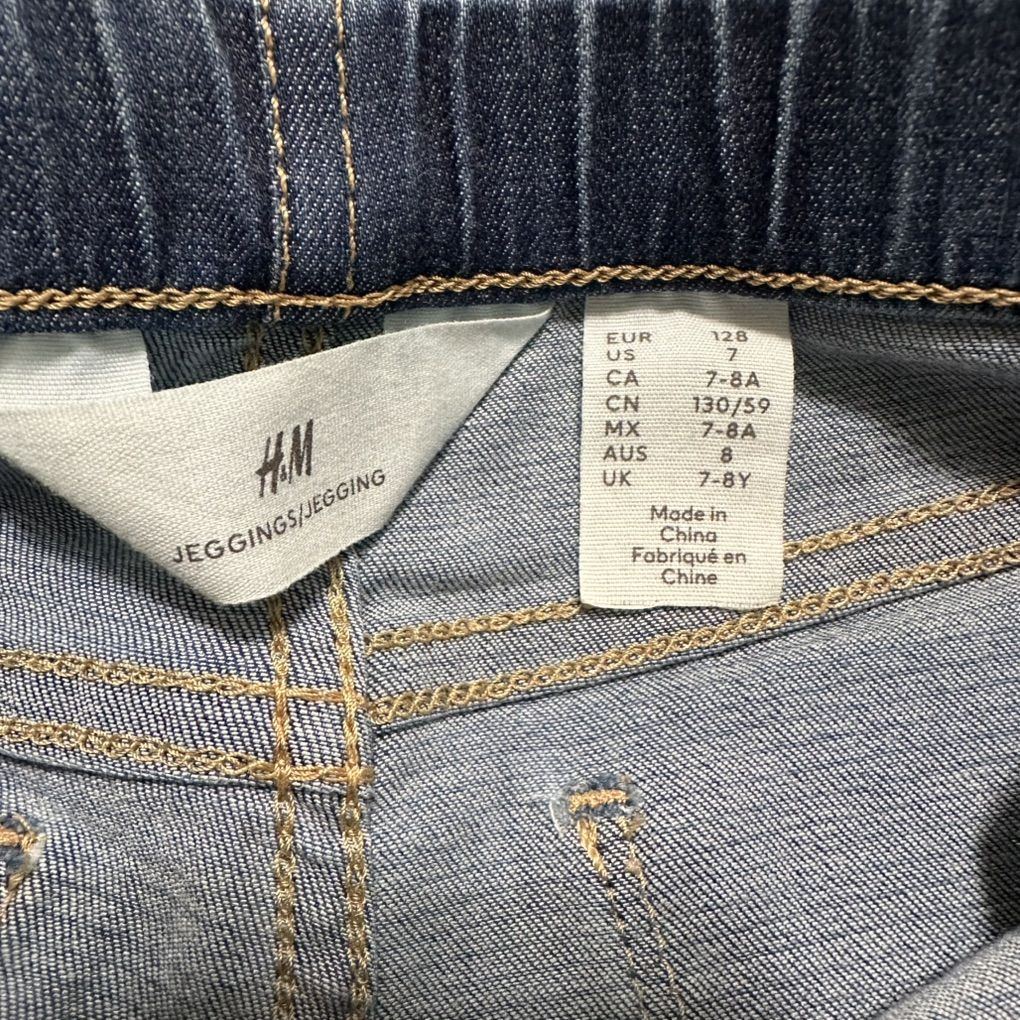 H&M
JEGGINGS/JEGGING
EUR 128
US 7
CA 7-8A
CN 130/59
MX 7-8A
AUS 8
UK 7-8Y
Made in
China
Fabriqué en
Chine